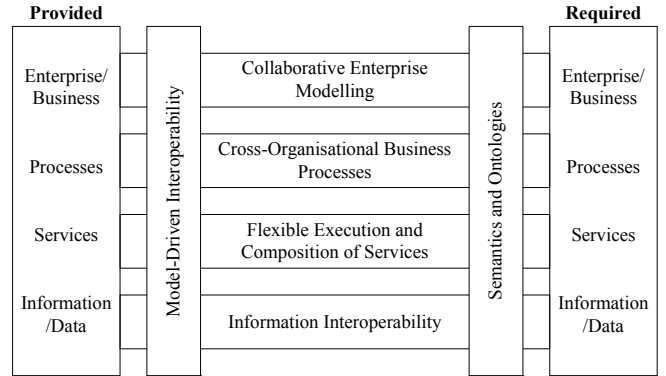 Provided
Required
Enterprise/
Business
Processes
Services
Information
/Data
Model-Driven Interoperability
Collaborative Enterprise
Modelling
Cross-Organisational Business
Processes
Flexible Execution and
Composition of Services
Information Interoperability
Semantics and Ontologies
Enterprise/
Business
Processes
Services
Information
/Data